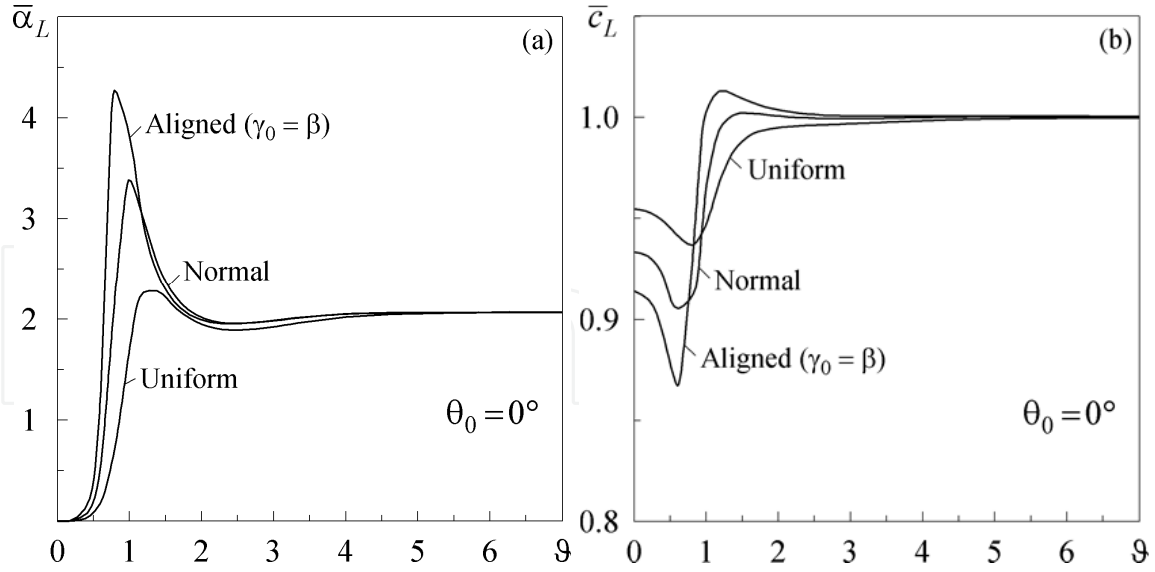 ᾱ_L
(a)
4
Aligned (γ₀ = β)
3
Normal
2
Uniform
1
θ₀ = 0°
0 1 2 3 4 5 6 ϑ
c̄_L
(b)
1.0
Uniform
Normal
0.9
Aligned (γ₀ = β)
θ₀ = 0°
0.8
0 1 2 3 4 5 6 ϑ